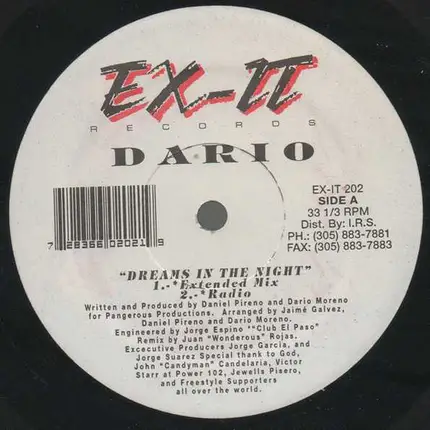 EX-IT
RECORDS
DARIO
EX-IT 202
SIDE A
33 1/3 RPM
Dist. By: I.R.S.
PH.: (305) 883-7881
FAX: (305) 883-7883
7 28366 02021 9
"DREAMS IN THE NIGHT"
1.-*Extended Mix
2.-*Radio
Written and Produced by Daniel Pireno and Dario Moreno
for Pangerous Productions. Arranged by Jaimé Galvez,
Daniel Pireno and Dario Moreno.
Engineered by Jorge Espino **Club El Paso"
Remix by Juan "Wonderous" Rojas.
Excecutive Producers Jorge Garcia, and
Jorge Suarez Special thank to God,
John "Candyman" Candelaria, Victor
Starr at Power 102, Jewells Pisero,
and Freestyle Supporters
all over the world.